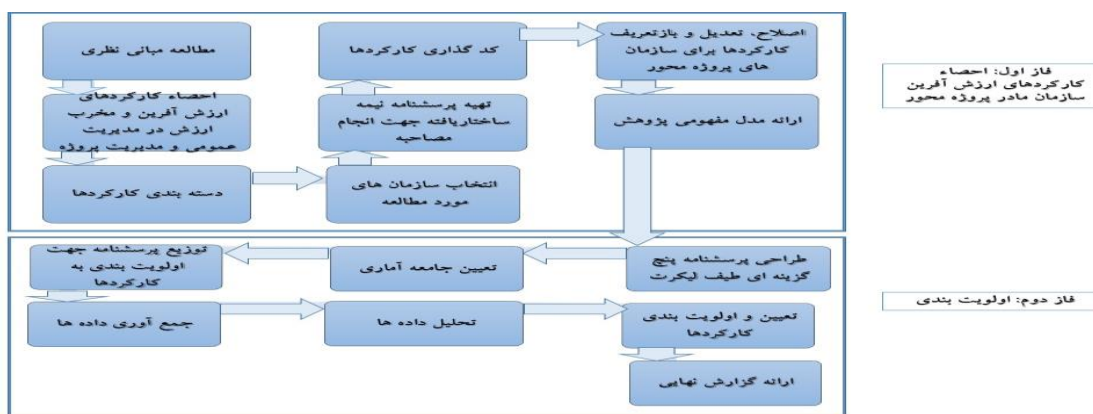 مطالعه مبانی نظری
احصاء کارکردهای
ارزش آفرین و مخرب
ارزش در مدیریت
عمومی و مدیریت پروژه
دسته بندی کارکردها
انتخاب سازمان های
مورد مطالعه
تهیه پرسشنامه نیمه
ساختاریافته جهت انجام
مصاحبه
کد گذاری کارکردها
اصلاح، تعدیل و بازتعریف
کارکردها برای سازمان
های پروژه محور
ارائه مدل مفهومی پژوهش
فاز اول: احصاء
کارکردهای ارزش آفرین
سازمان مادر پروژه محور
طراحی پرسشنامه پنج
گزینه ای طیف لیکرت
تعیین جامعه آماری
توزیع پرسشنامه جهت
اولویت بندی به
کارکردها
جمع آوری داده ها
تحلیل داده ها
تعیین و اولویت بندی
کارکردها
ارائه گزارش نهایی
فاز دوم: اولویت بندی